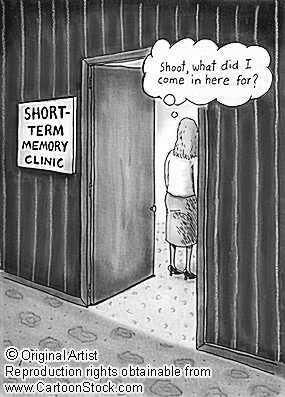 Shoot, what did I
come in here for?
SHORT-
TERM
MEMORY
CLINIC
© Original Artist
Reproduction rights obtainable from
www.CartoonStock.com